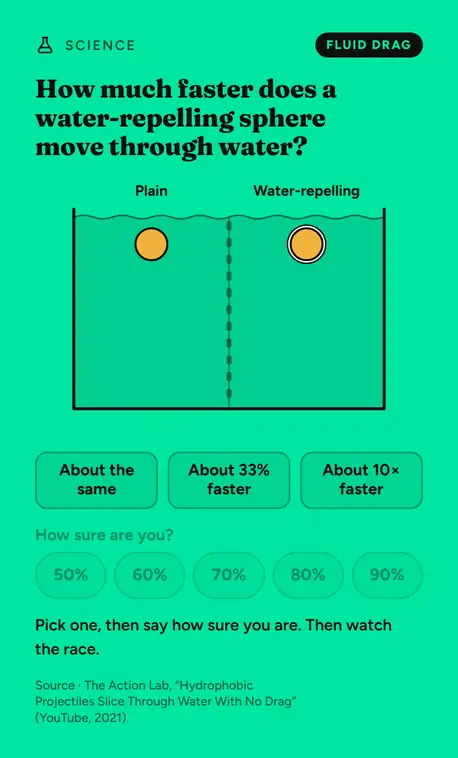 SCIENCE
FLUID DRAG
How much faster does a
water-repelling sphere
move through water?
Plain
Water-repelling
About the
same
About 33%
faster
About 10×
faster
How sure are you?
50%
60%
70%
80%
90%
Pick one, then say how sure you are. Then watch
the race.
Source · The Action Lab, “Hydrophobic
Projectiles Slice Through Water With No Drag”
(YouTube, 2021)